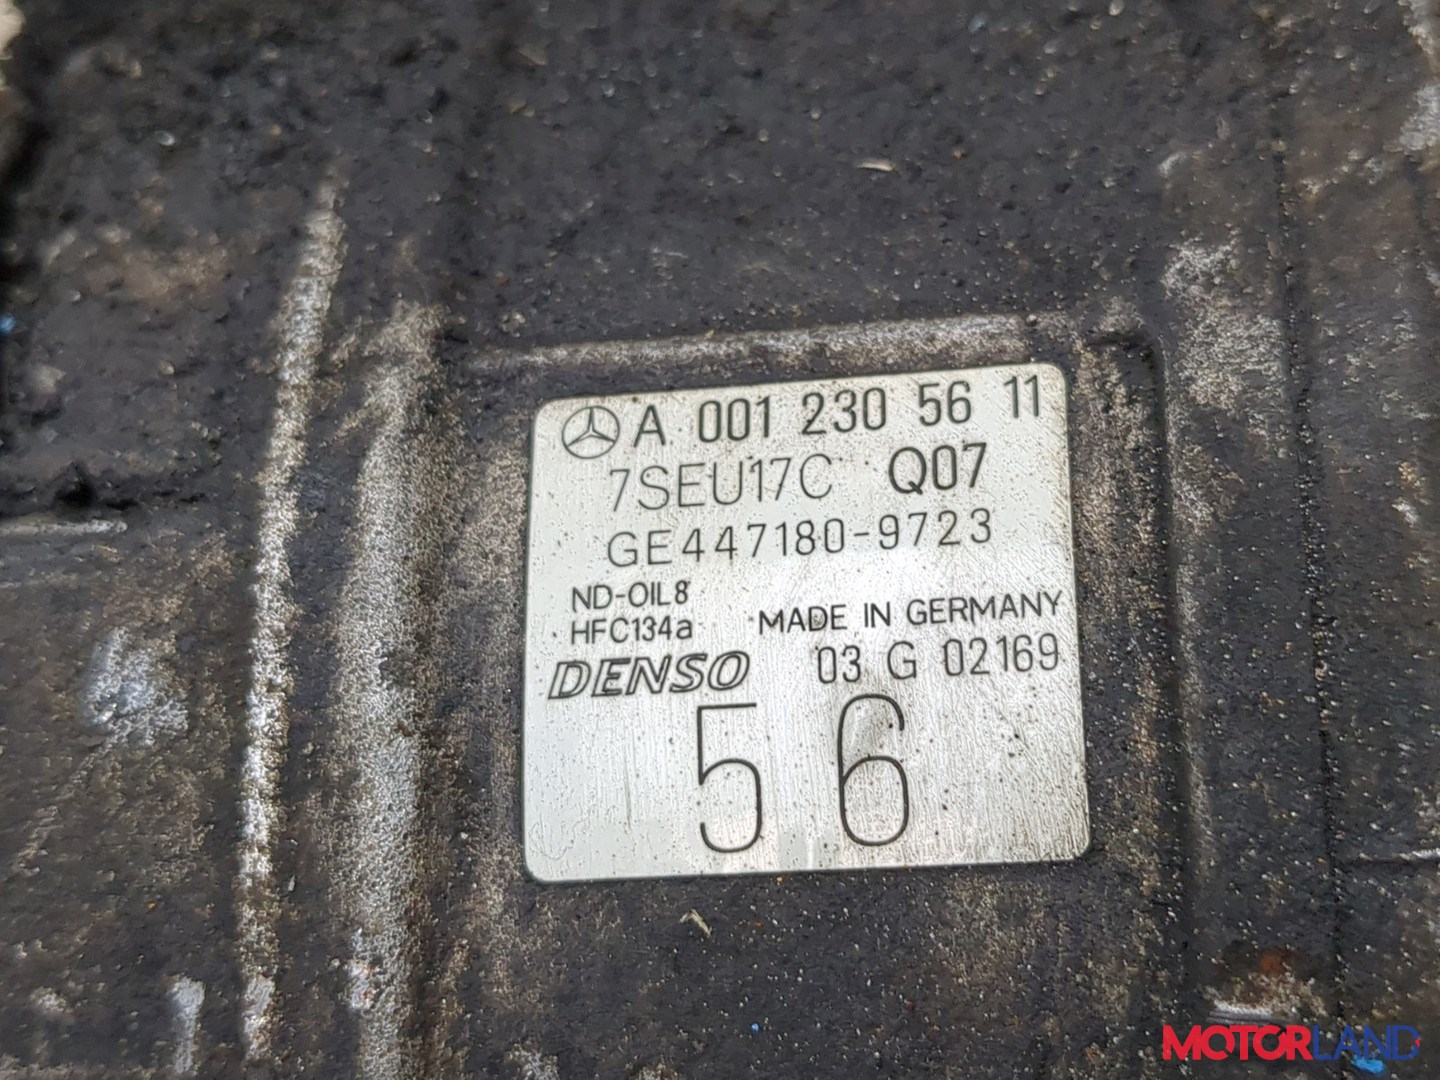 A 001 230 56 11
7SEU17C Q07
GE447180-9723
ND-OIL8
HFC134a MADE IN GERMANY
DENSO 03 G 02169
56
MOTORLAND